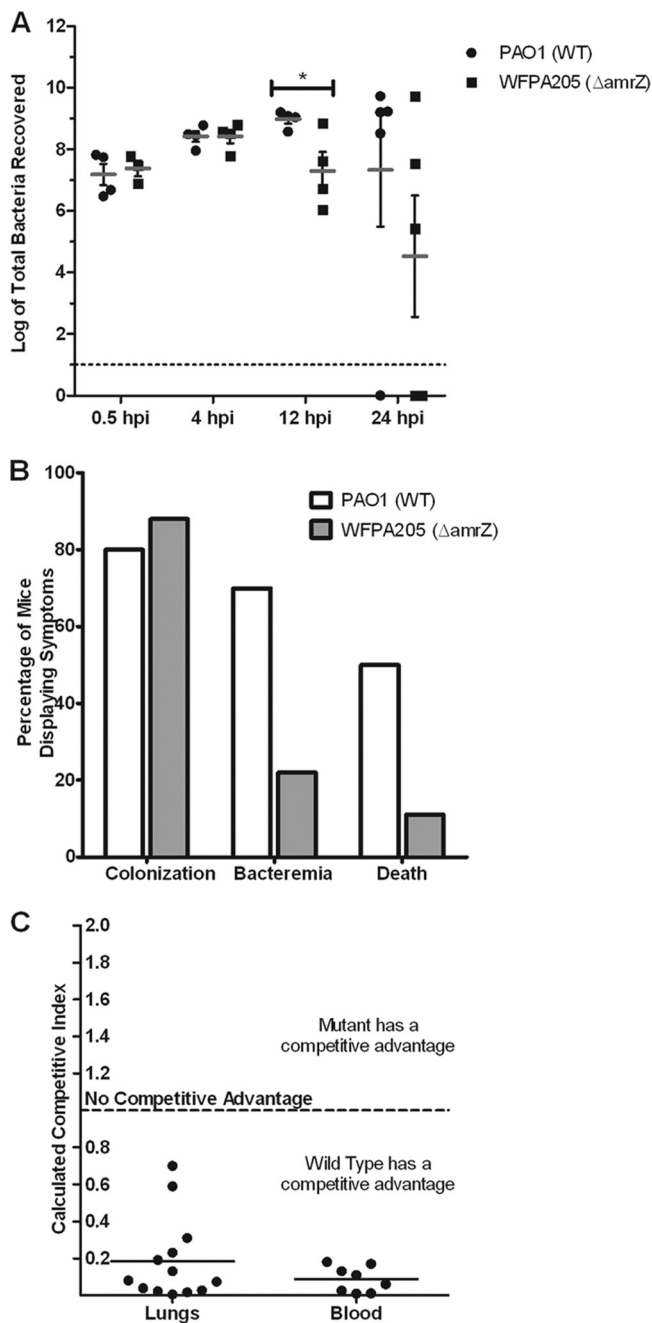 A
PAO1 (WT)
WFPA205 (ΔamrZ)
*
Log of Total Bacteria Recovered
12
10
8
6
4
2
0
0.5 hpi 4 hpi 12 hpi 24 hpi
B
PAO1 (WT)
WFPA205 (ΔamrZ)
Percentage of Mice
Displaying Symptoms
100
80
60
40
20
0
Colonization Bacteremia Death
C
Calculated Competitive Index
2.0
1.8
1.6
1.4
1.2
Mutant has a
competitive advantage
No Competitive Advantage
0.8
0.6
0.4
0.2
Wild Type has a
competitive advantage
Lungs Blood